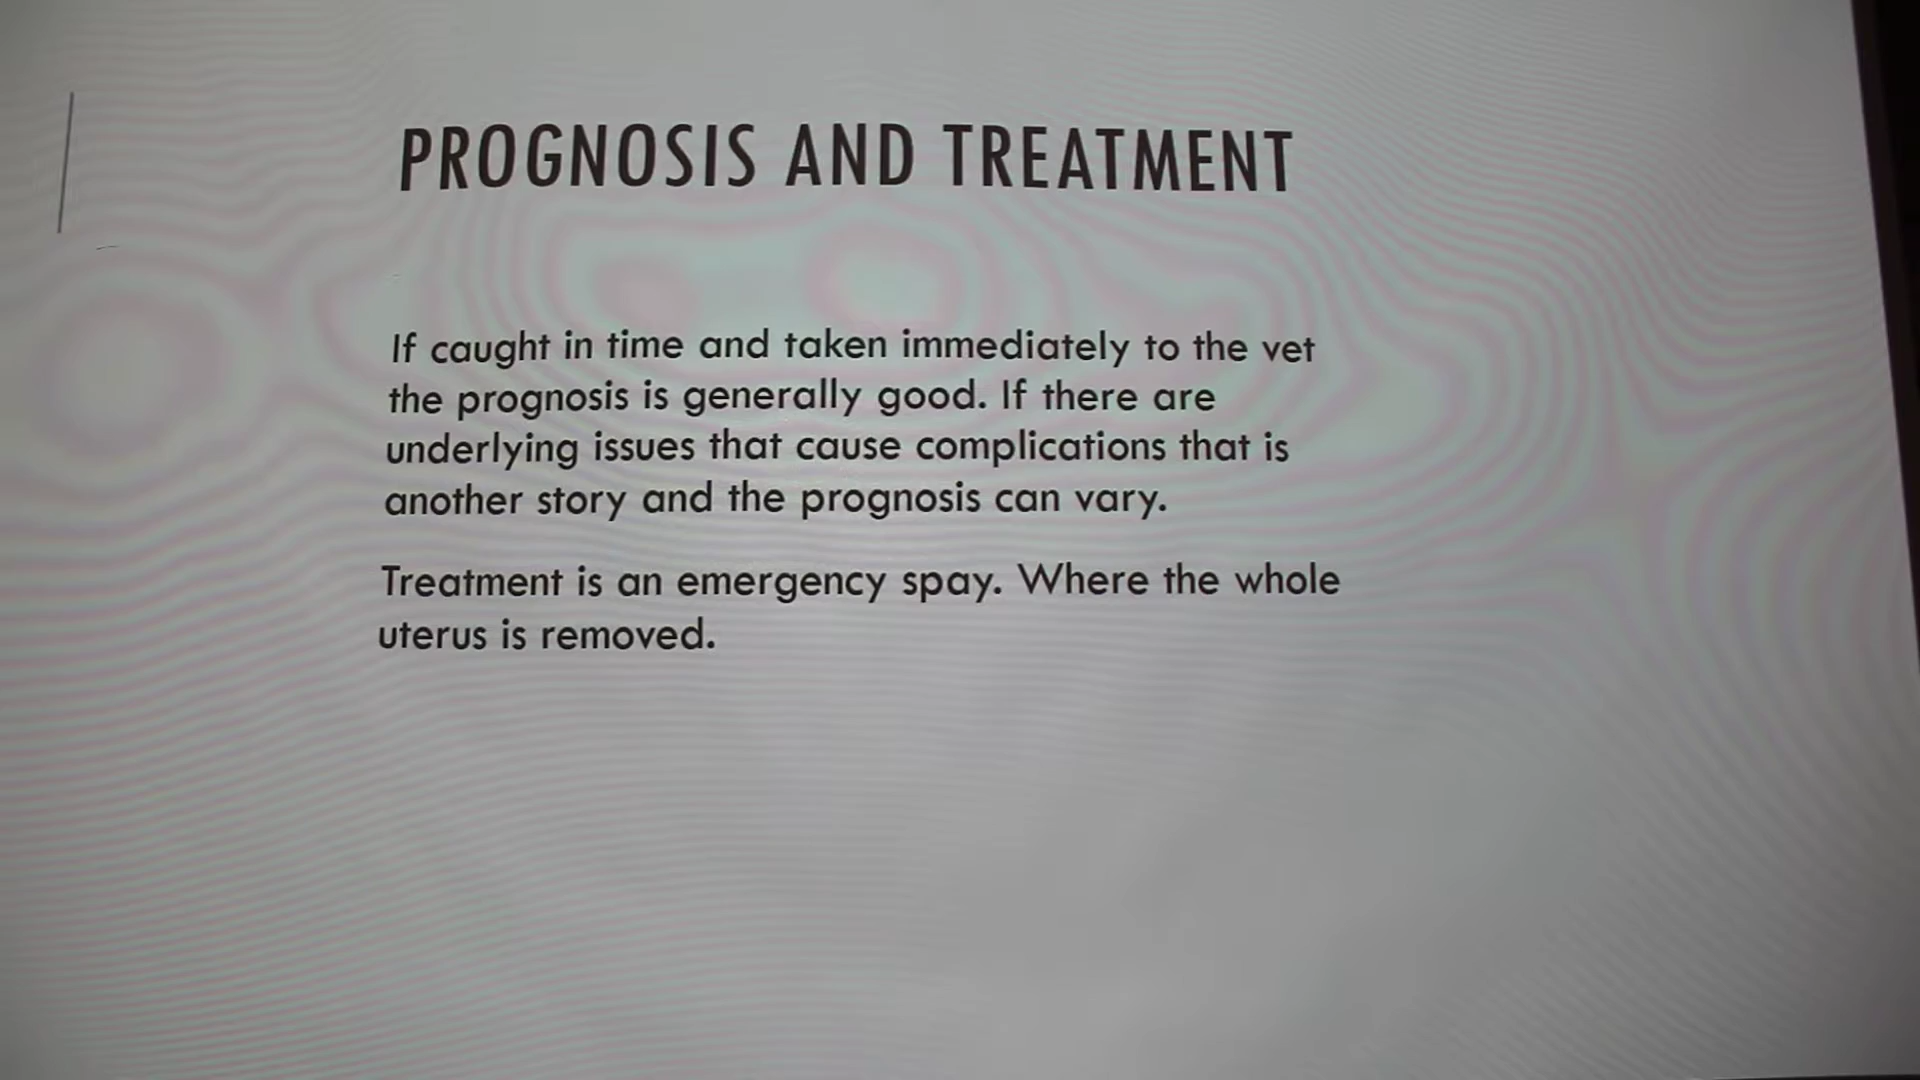 PROGNOSIS AND TREATMENT
If caught in time and taken immediately to the vet
the prognosis is generally good. If there are
underlying issues that cause complications that is
another story and the prognosis can vary.
Treatment is an emergency spay. Where the whole
uterus is removed.